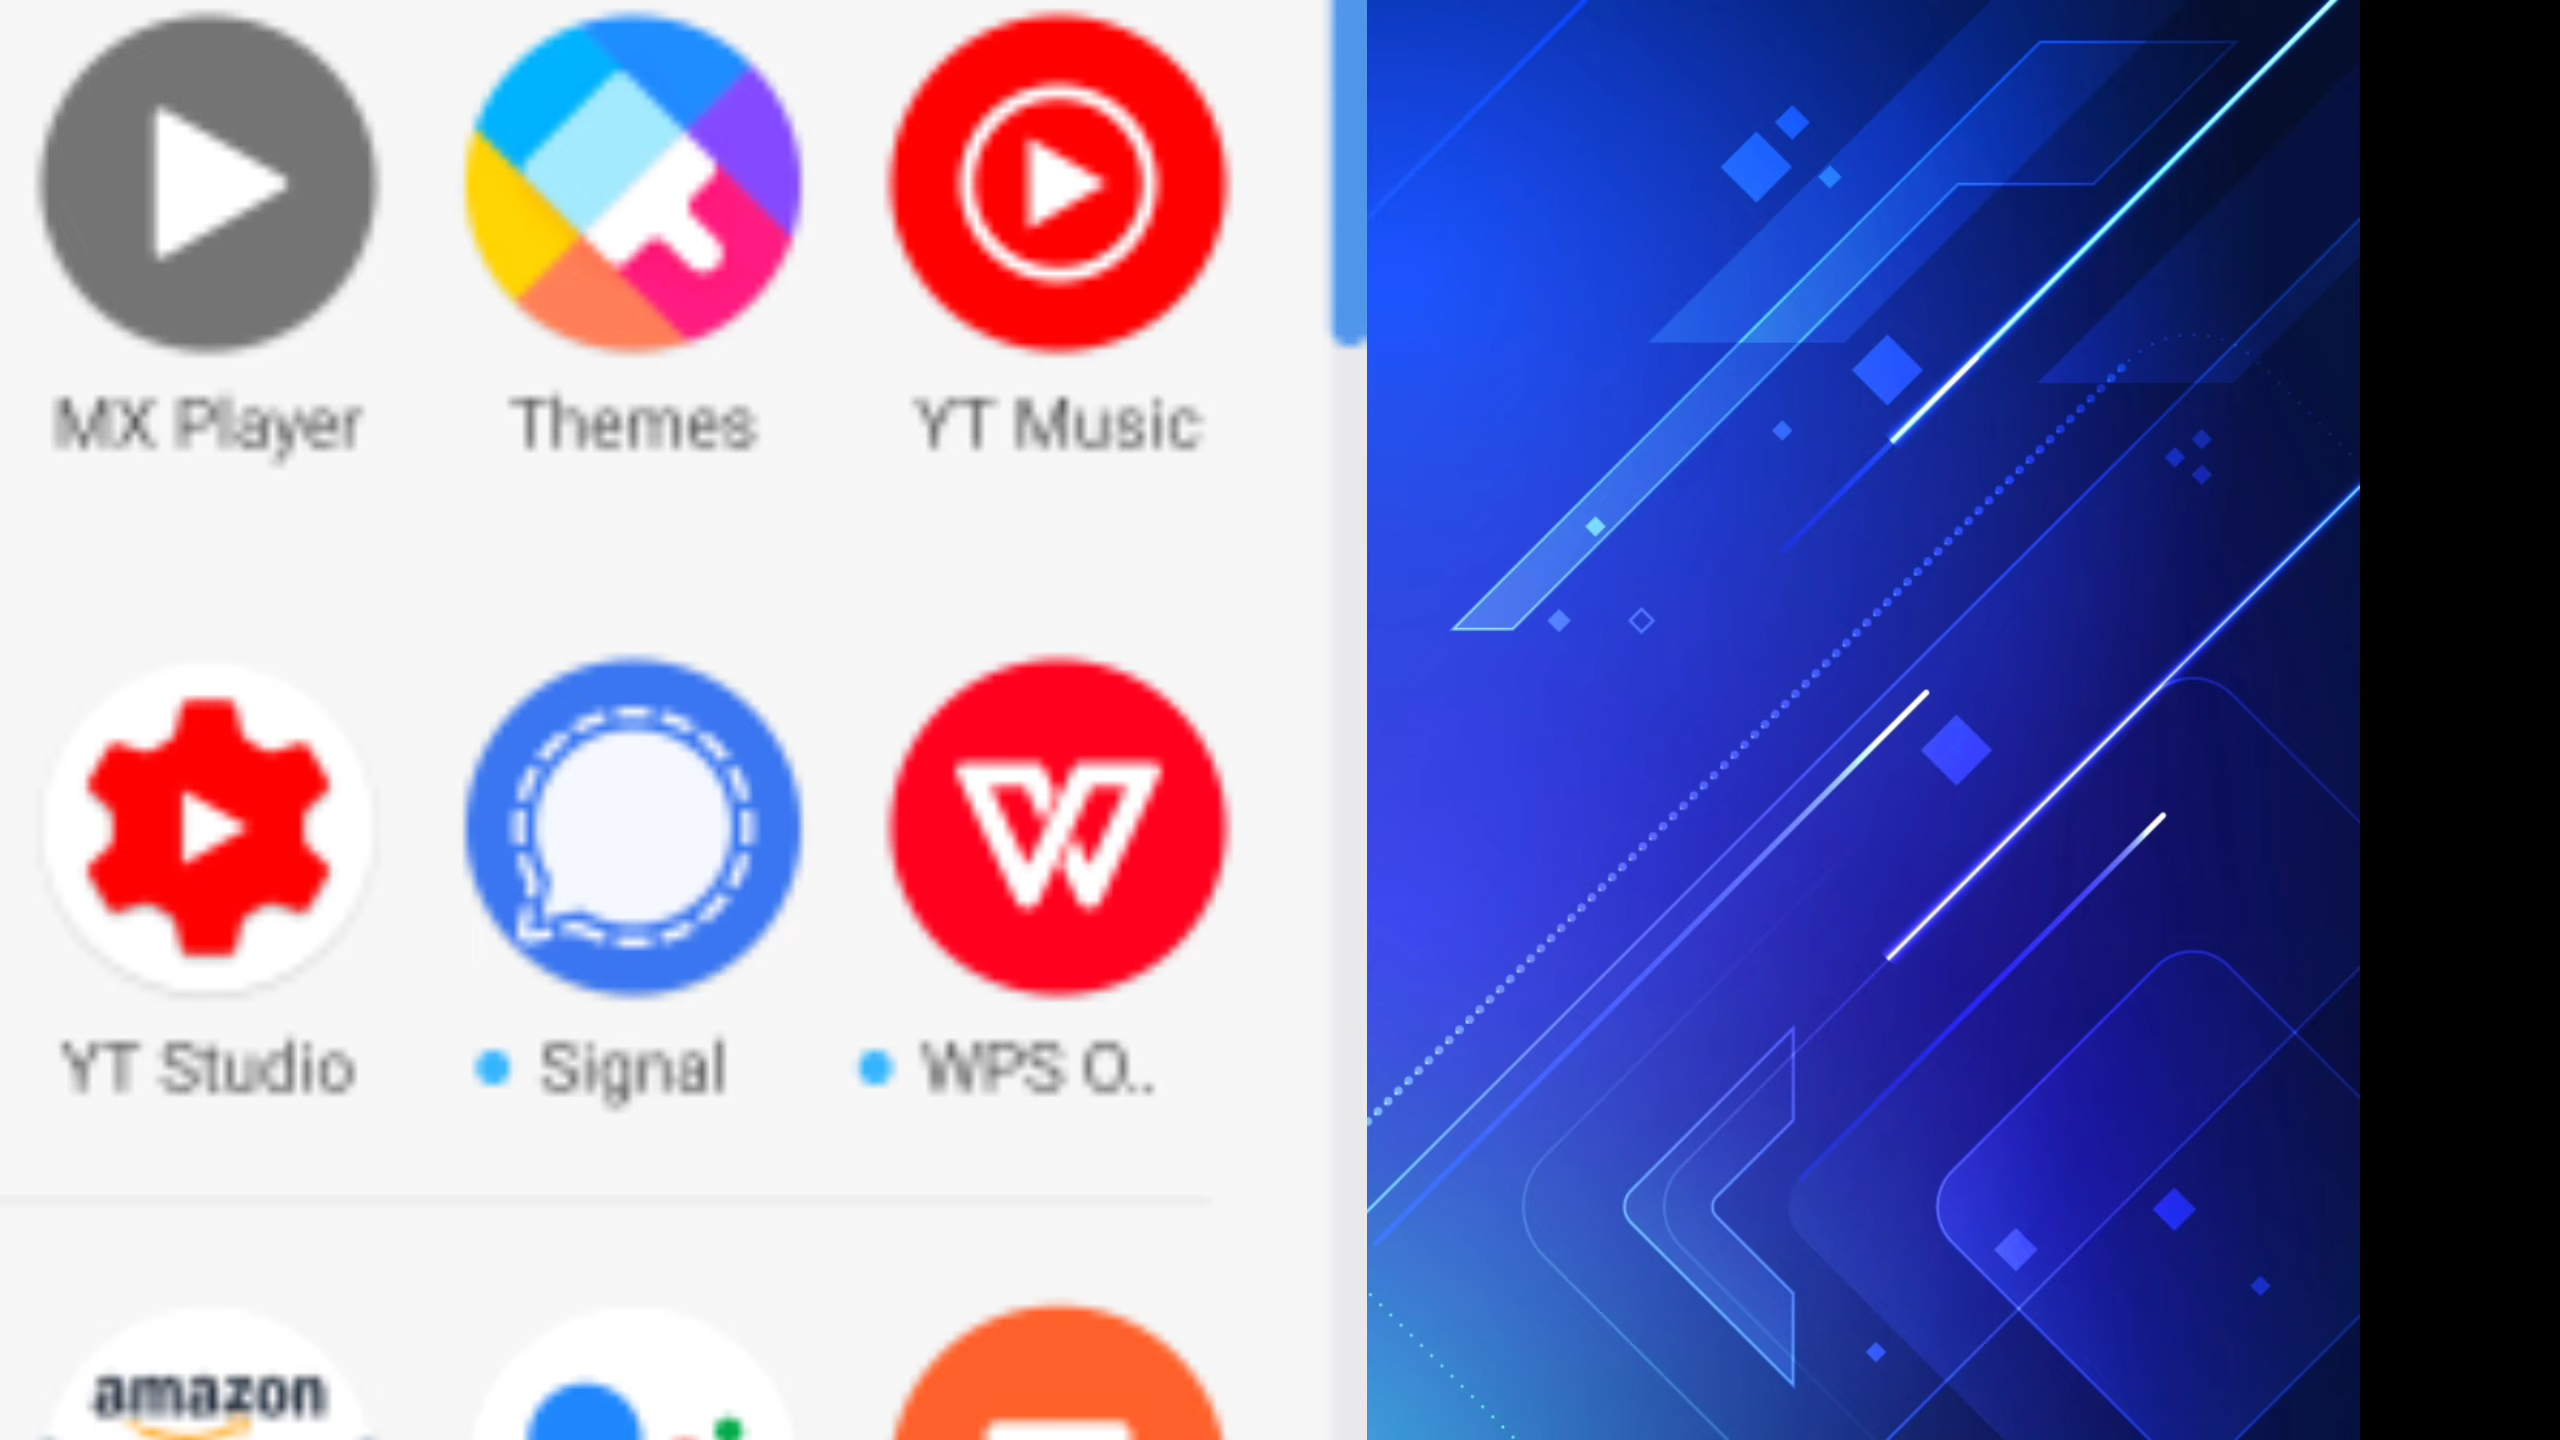 MX Player
Themes
YT Music
YT Studio
Signal
WPS O..
amazon